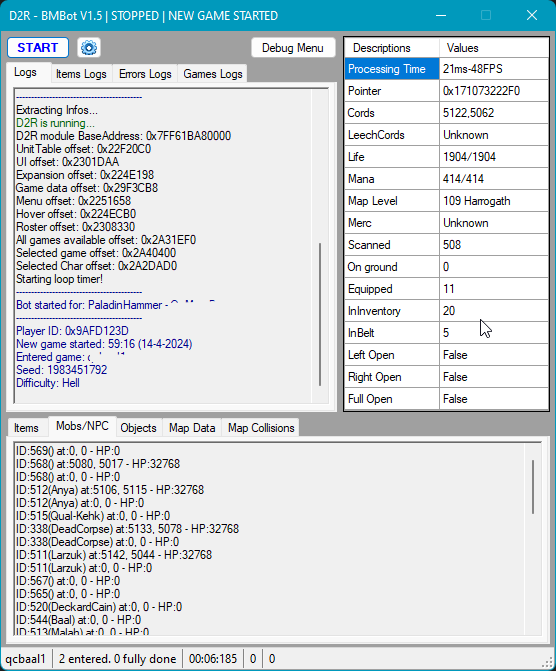 D2R - BMBot V1.5 | STOPPED | NEW GAME STARTED
START
Debug Menu
Logs
Items Logs
Errors Logs
Games Logs
------------------------------------------
Extracting Infos...
D2R is running...
D2R module BaseAddress: 0x7FF61BA80000
UnitTable offset: 0x22F20C0
UI offset: 0x2301DAA
Expansion offset: 0x224E198
Game data offset: 0x29F3CB8
Menu offset: 0x2251658
Hover offset: 0x224ECB0
Roster offset: 0x2308330
All games available offset: 0x2A31EF0
Selected game offset: 0x2A40400
Selected Char offset: 0x2A2DAD0
Starting loop timer!
------------------------------------------
Bot started for: PaladinHammer -
------------------------------------------
Player ID: 0x9AFD123D
New game started: 59:16 (14-4-2024)
Entered game:
Seed: 1983451792
Difficulty: Hell
Descriptions Values
Processing Time 21ms-48FPS
Pointer 0x171073222F0
Cords 5122,5062
LeechCords Unknown
Life 1904/1904
Mana 414/414
Map Level 109 Harrogath
Merc Unknown
Scanned 508
On ground 0
Equipped 11
InInventory 20
InBelt 5
Left Open False
Right Open False
Full Open False
Items
Mobs/NPC
Objects
Map Data
Map Collisions
ID:569() at:0, 0 - HP:0
ID:568() at:5080, 5017 - HP:32768
ID:568() at:0, 0 - HP:0
ID:512(Anya) at:5106, 5115 - HP:32768
ID:512(Anya) at:0, 0 - HP:0
ID:515(Qual-Kehk) at:0, 0 - HP:0
ID:338(DeadCorpse) at:5133, 5078 - HP:32768
ID:338(DeadCorpse) at:0, 0 - HP:0
ID:511(Larzuk) at:5142, 5044 - HP:32768
ID:511(Larzuk) at:0, 0 - HP:0
ID:567() at:0, 0 - HP:0
ID:565() at:0, 0 - HP:0
ID:520(DeckardCain) at:0, 0 - HP:0
ID:544(Baal) at:0, 0 - HP:0
ID:513(Malah) at:0, 0 - HP:0
qcbaal1
2 entered. 0 fully done
00:06:185
0
0